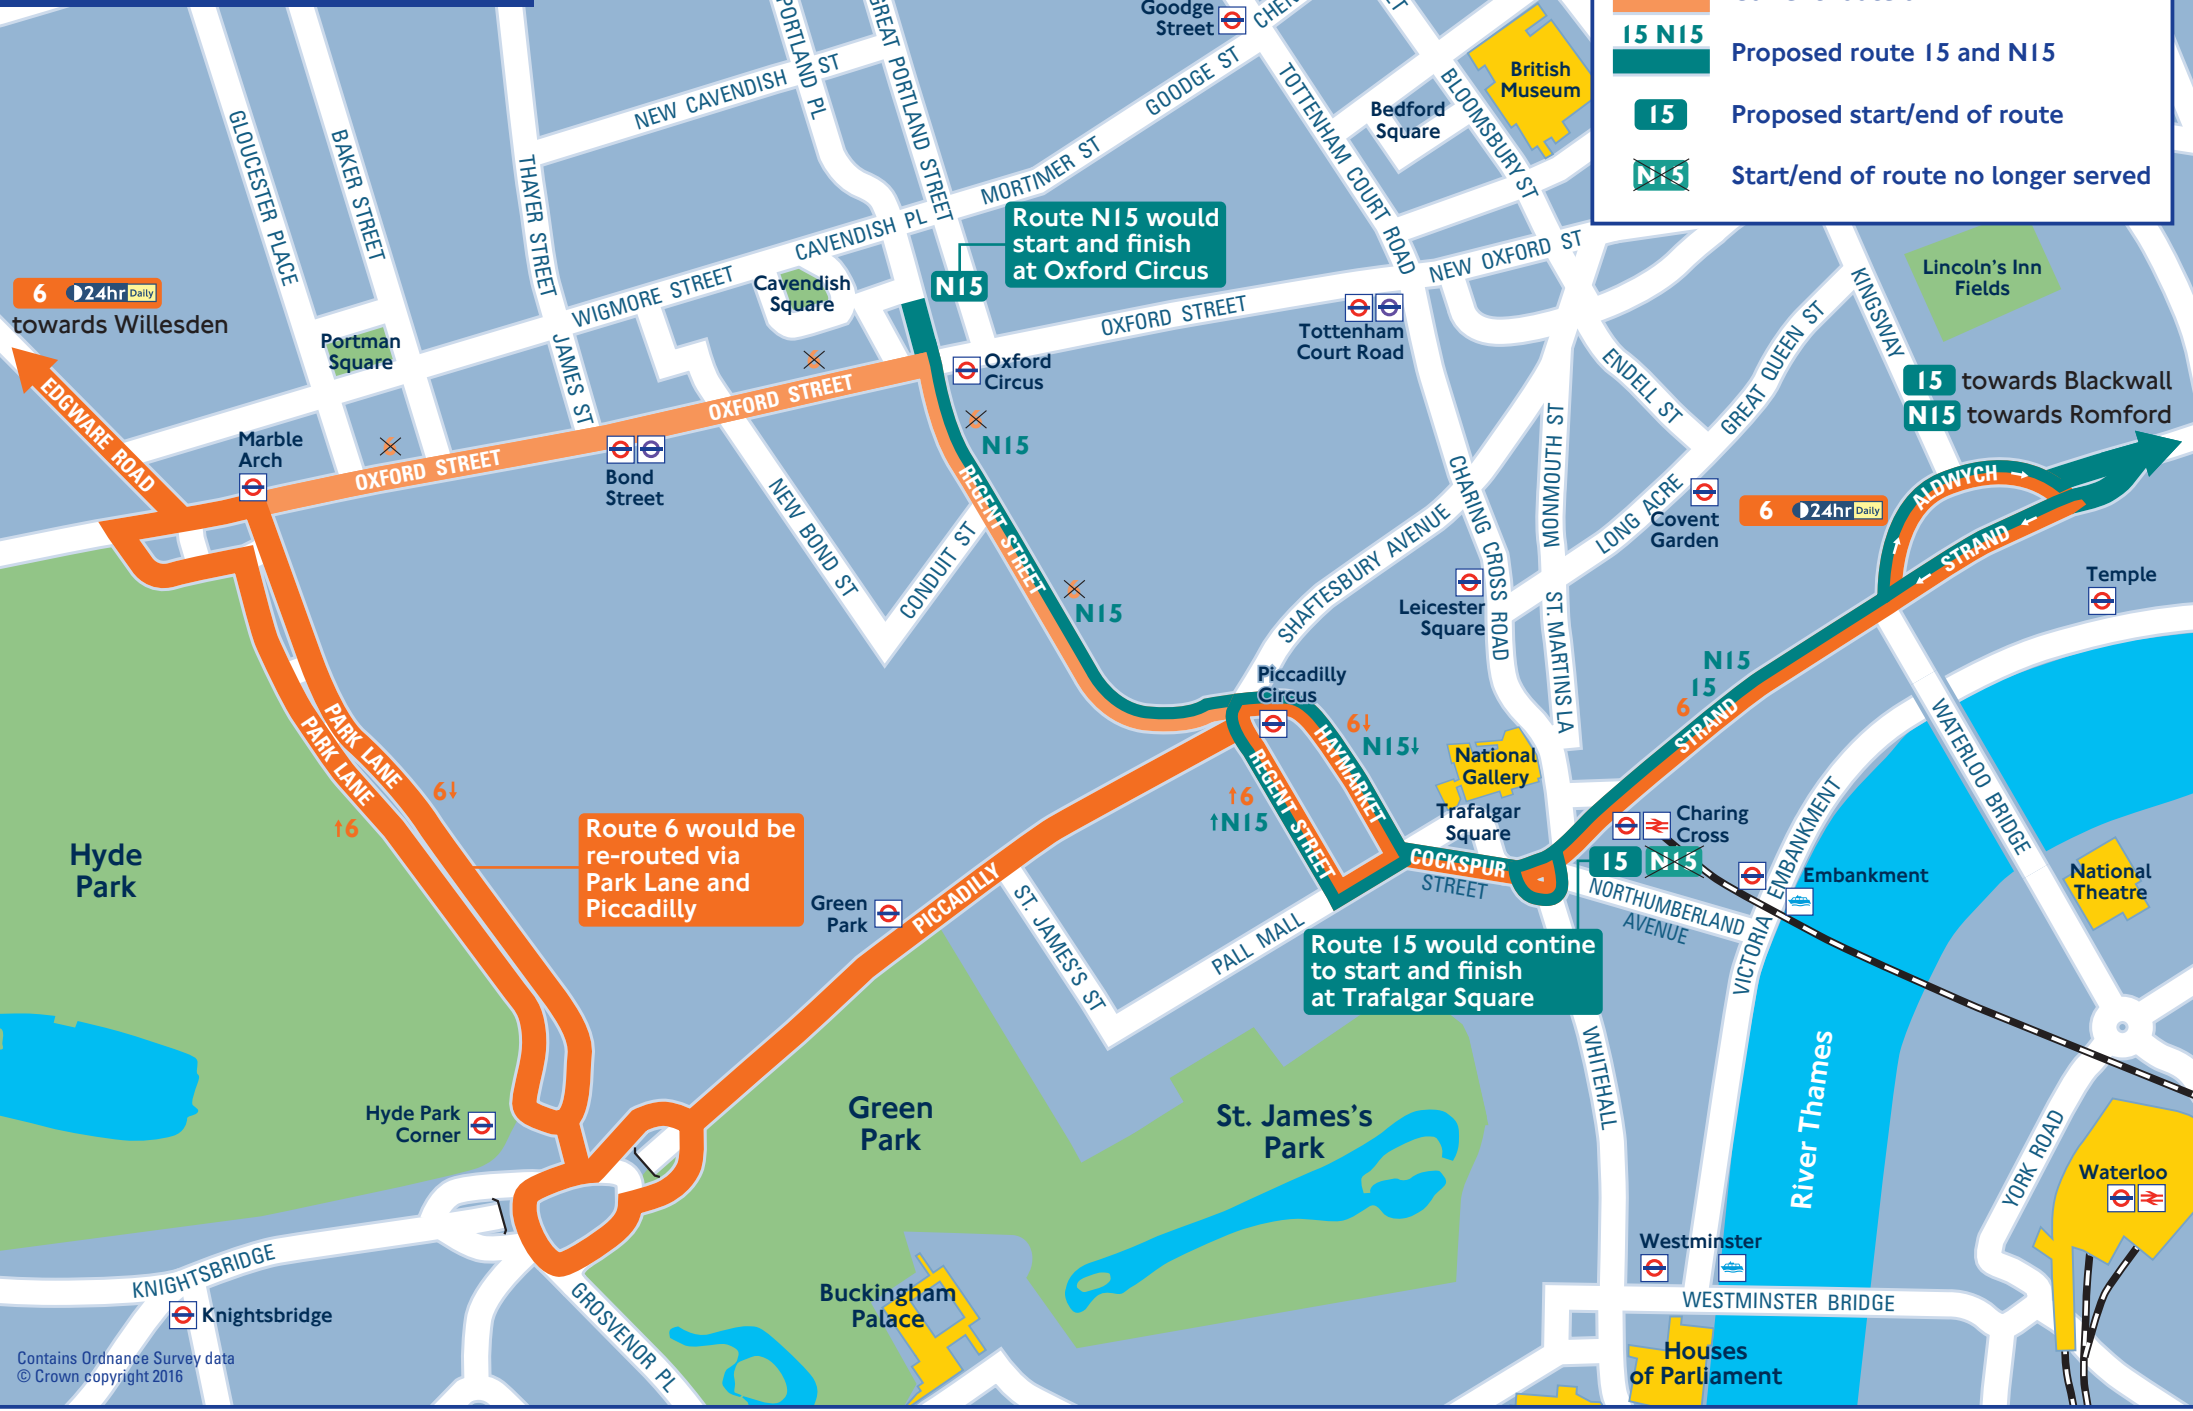 Goodge
Street
15 N15
Proposed route 15 and N15
15
Proposed start/end of route
N15
Start/end of route no longer served
PORTLAND PL
GREAT PORTLAND STREET
NEW CAVENDISH ST
GOODGE ST
TOTTENHAM COURT ROAD
BLOOMSBURY ST
British
Museum
Bedford
Square
GLOUCESTER PLACE
BAKER STREET
THAYER STREET
MORTIMER ST
CAVENDISH PL
WIGMORE STREET
Cavendish
Square
Route N15 would
start and finish
at Oxford Circus
N15
NEW OXFORD ST
KINGSWAY
Lincoln's Inn
Fields
6 24hr Daily
towards Willesden
Portman
Square
JAMES ST
OXFORD STREET
Tottenham
Court Road
Oxford
Circus
ENDELL ST
GREAT QUEEN ST
15 towards Blackwall
N15 towards Romford
EDGWARE ROAD
Marble
Arch
OXFORD STREET
OXFORD STREET
Bond
Street
N15
REGENT STREET
NEW BOND ST
CONDUIT ST
CHARING CROSS ROAD
MONMOUTH ST
LONG ACRE
Covent
Garden
6 24hr Daily
ALDWYCH
STRAND
Temple
SHAFTESBURY AVENUE
Leicester
Square
ST. MARTINS LA
N15
Piccadilly
Circus
6↓
N15↓
HAYMARKET
REGENT STREET
↑6
↑N15
N15
15
6
STRAND
National
Gallery
Trafalgar
Square
WATERLOO BRIDGE
PARK LANE
PARK LANE
6↓
↑6
Hyde
Park
Route 6 would be
re-routed via
Park Lane and
Piccadilly
Green
Park
PICCADILLY
ST. JAMES'S ST
PALL MALL
COCKSPUR
STREET
Charing
Cross
15 N15
NORTHUMBERLAND
AVENUE
Embankment
VICTORIA EMBANKMENT
National
Theatre
Route 15 would contine
to start and finish
at Trafalgar Square
WHITEHALL
River Thames
Hyde Park
Corner
Green
Park
St. James's
Park
YORK ROAD
Waterloo
KNIGHTSBRIDGE
Knightsbridge
GROSVENOR PL
Buckingham
Palace
Westminster
WESTMINSTER BRIDGE
Houses
of Parliament
Contains Ordnance Survey data
© Crown copyright 2016